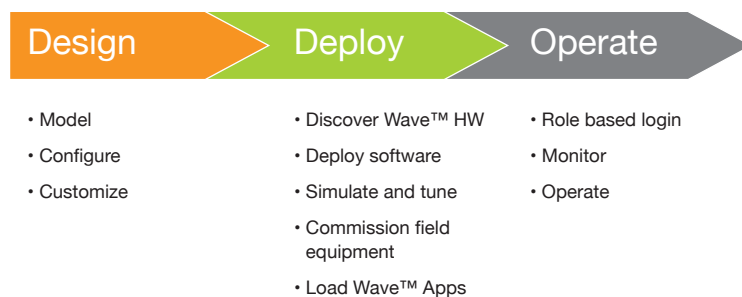 Design
Deploy
Operate
• Model
• Configure
• Customize
• Discover Wave™ HW
• Deploy software
• Simulate and tune
• Commission field
equipment
• Load Wave™ Apps
• Role based login
• Monitor
• Operate